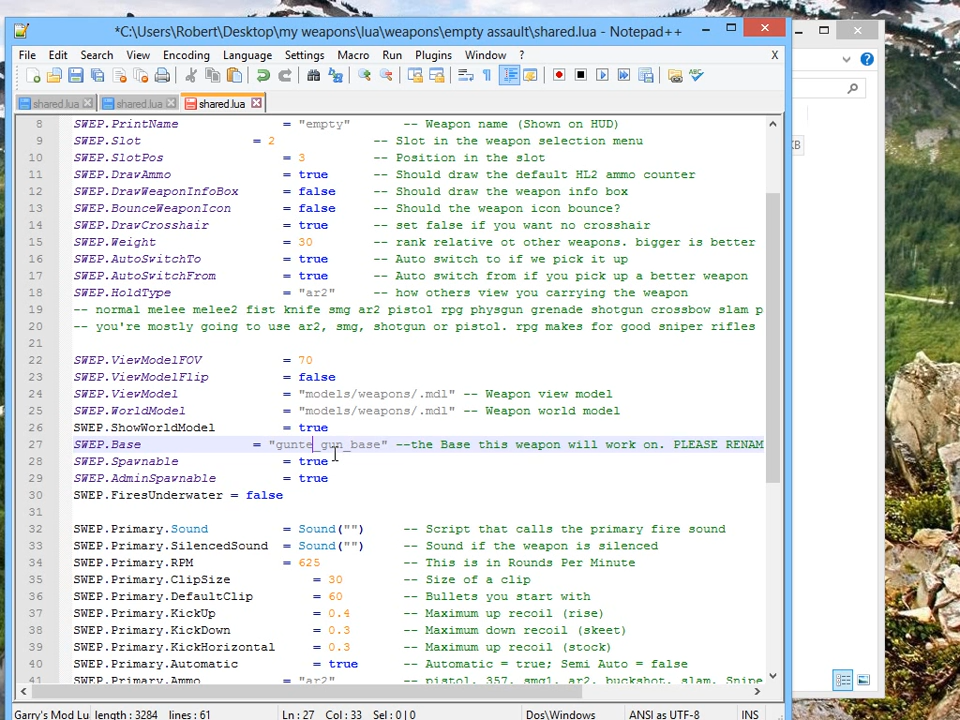 *C:\Users\Robert\Desktop\my weapons\lua\weapons\empty assault\shared.lua - Notepad++
File Edit Search View Encoding Language Settings Macro Run Plugins Window ? X
shared.lua shared.lua shared.lua
8 SWEP.PrintName = "empty" -- Weapon name (Shown on HUD)
9 SWEP.Slot = 2 -- Slot in the weapon selection menu
10 SWEP.SlotPos = 3 -- Position in the slot
11 SWEP.DrawAmmo = true -- Should draw the default HL2 ammo counter
12 SWEP.DrawWeaponInfoBox = false -- Should draw the weapon info box
13 SWEP.BounceWeaponIcon = false -- Should the weapon icon bounce?
14 SWEP.DrawCrosshair = true -- set false if you want no crosshair
15 SWEP.Weight = 30 -- rank relative ot other weapons. bigger is better
16 SWEP.AutoSwitchTo = true -- Auto switch to if we pick it up
17 SWEP.AutoSwitchFrom = true -- Auto switch from if you pick up a better weapon
18 SWEP.HoldType = "ar2" -- how others view you carrying the weapon
19 -- normal melee melee2 fist knife smg ar2 pistol rpg physgun grenade shotgun crossbow slam p
20 -- you're mostly going to use ar2, smg, shotgun or pistol. rpg makes for good sniper rifles
21
22 SWEP.ViewModelFOV = 70
23 SWEP.ViewModelFlip = false
24 SWEP.ViewModel = "models/weapons/.mdl" -- Weapon view model
25 SWEP.WorldModel = "models/weapons/.mdl" -- Weapon world model
26 SWEP.ShowWorldModel = true
27 SWEP.Base = "gunte_gun_base" --the Base this weapon will work on. PLEASE RENAM
28 SWEP.Spawnable = true
29 SWEP.AdminSpawnable = true
30 SWEP.FiresUnderwater = false
31
32 SWEP.Primary.Sound = Sound("") -- Script that calls the primary fire sound
33 SWEP.Primary.SilencedSound = Sound("") -- Sound if the weapon is silenced
34 SWEP.Primary.RPM = 625 -- This is in Rounds Per Minute
35 SWEP.Primary.ClipSize = 30 -- Size of a clip
36 SWEP.Primary.DefaultClip = 60 -- Bullets you start with
37 SWEP.Primary.KickUp = 0.4 -- Maximum up recoil (rise)
38 SWEP.Primary.KickDown = 0.3 -- Maximum down recoil (skeet)
39 SWEP.Primary.KickHorizontal = 0.3 -- Maximum up recoil (stock)
40 SWEP.Primary.Automatic = true -- Automatic = true; Semi Auto = false
41 SWEP.Primary.Ammo = "ar2" -- pistol, 357, smg1, ar2, buckshot, slam, Snipe
Garry's Mod Lu length : 3284 lines : 61 Ln : 27 Col : 33 Sel : 0 | 0 Dos\Windows ANSI as UTF-8 INS